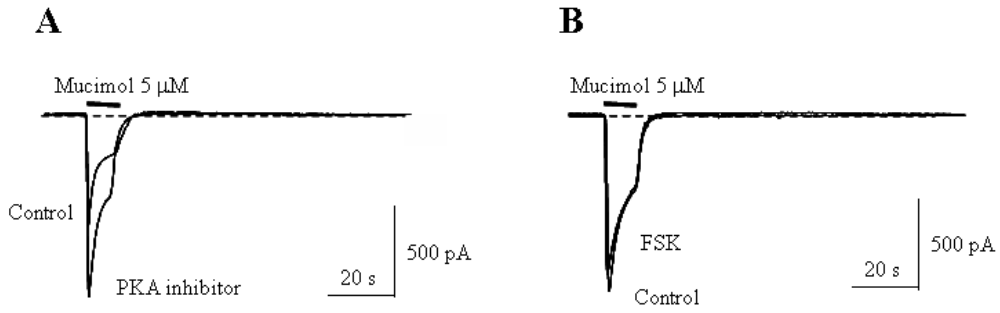 A
B
Mucimol 5 μM
Mucimol 5 μM
Control
PKA inhibitor
20 s
500 pA
FSK
Control
20 s
500 pA